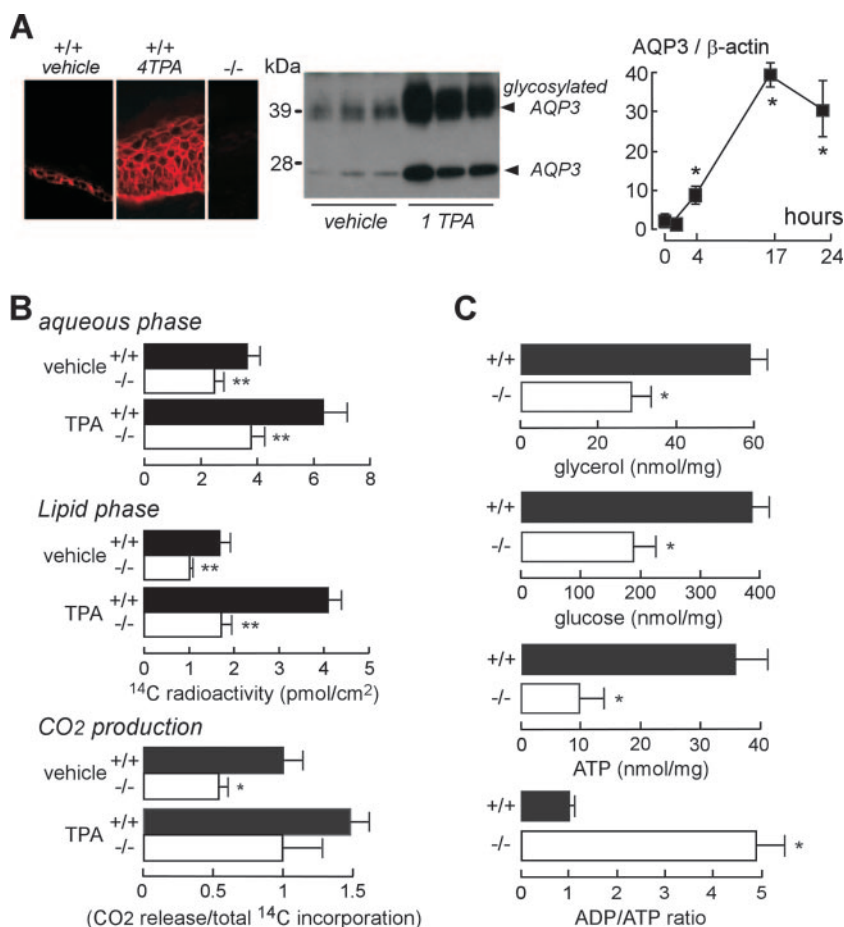 A
+/+ vehicle
+/+ 4TPA
-/-
kDa
39
28
glycosylated
AQP3
AQP3
vehicle
1 TPA
AQP3 / β-actin
40
30
20
10
0
*
*
*
hours
0 4 17 24
B
aqueous phase
vehicle +/+
-/- **
TPA +/+
-/- **
0 2 4 6 8
Lipid phase
vehicle +/+
-/- **
TPA +/+
-/- **
0 1 2 3 4 5
14C radioactivity (pmol/cm2)
CO2 production
vehicle +/+
-/- *
TPA +/+
-/-
0 0.5 1 1.5
(CO2 release/total 14C incorporation)
C
+/+
-/- *
0 20 40 60
glycerol (nmol/mg)
+/+
-/- *
0 100 200 300 400
glucose (nmol/mg)
+/+
-/- *
0 10 20 30 40
ATP (nmol/mg)
+/+
-/- *
0 1 2 3 4 5
ADP/ATP ratio